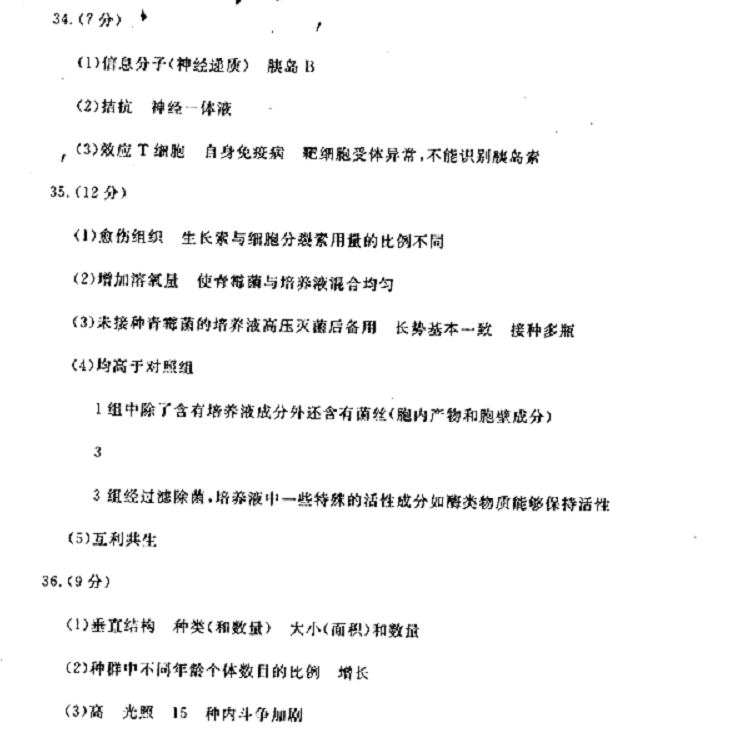 34.(7分)
(1)信息分子(神经递质) 胰岛B
(2)拮抗 神经—体液
(3)效应T细胞 自身免疫病 靶细胞受体异常,不能识别胰岛素
35.(12分)
(1)愈伤组织 生长素与细胞分裂素用量的比例不同
(2)增加溶氧量 使青霉菌与培养液混合均匀
(3)未接种青霉菌的培养液高压灭菌后备用 长势基本一致 接种多瓶
(4)均高于对照组
1组中除了含有培养液成分外还含有菌丝(胞内产物和胞壁成分)
3
3组经过滤除菌,培养液中一些特殊的活性成分如酶类物质能够保持活性
(5)互利共生
36.(9分)
(1)垂直结构 种类(和数量) 大小(面积)和数量
(2)种群中不同年龄个体数目的比例 增长
(3)高 光照 15 种内斗争加剧